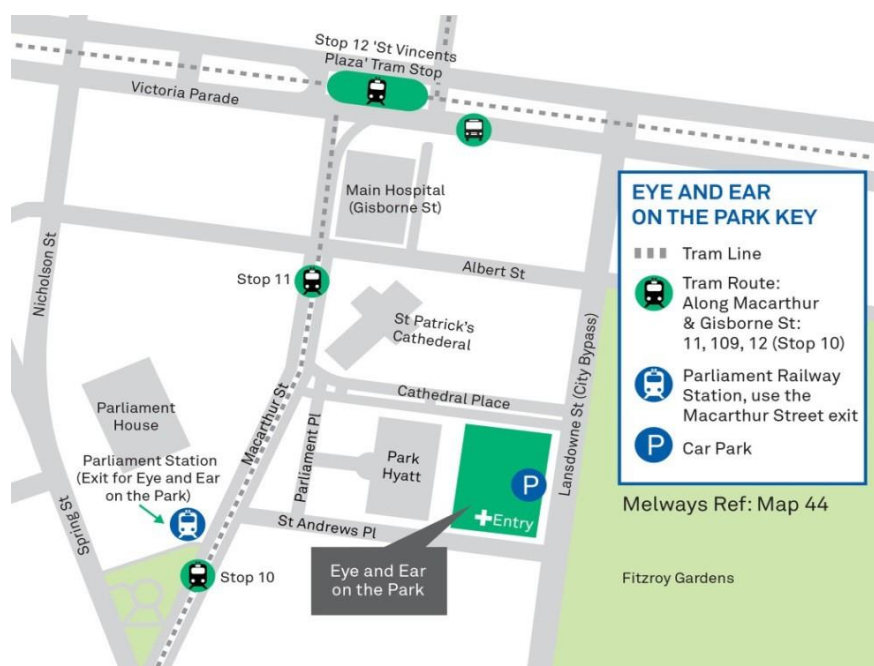 Stop 12 'St Vincents
Plaza' Tram Stop
Victoria Parade
Main Hospital
(Gisborne St)
Nicholson St
Stop 11
Albert St
St Patrick's
Cathederal
Macarthur St
Cathedral Place
Lansdowne St (City Bypass)
Parliament
House
Parliament Pl
Park
Hyatt
P
Parliament Station
(Exit for Eye and Ear
on the Park)
Spring St
St Andrews Pl
Entry
Stop 10
Eye and Ear
on the Park
EYE AND EAR
ON THE PARK KEY
Tram Line
Tram Route:
Along Macarthur
& Gisborne St:
11, 109, 12 (Stop 10)
Parliament Railway
Station, use the
Macarthur Street exit
P Car Park
Melways Ref: Map 44
Fitzroy Gardens